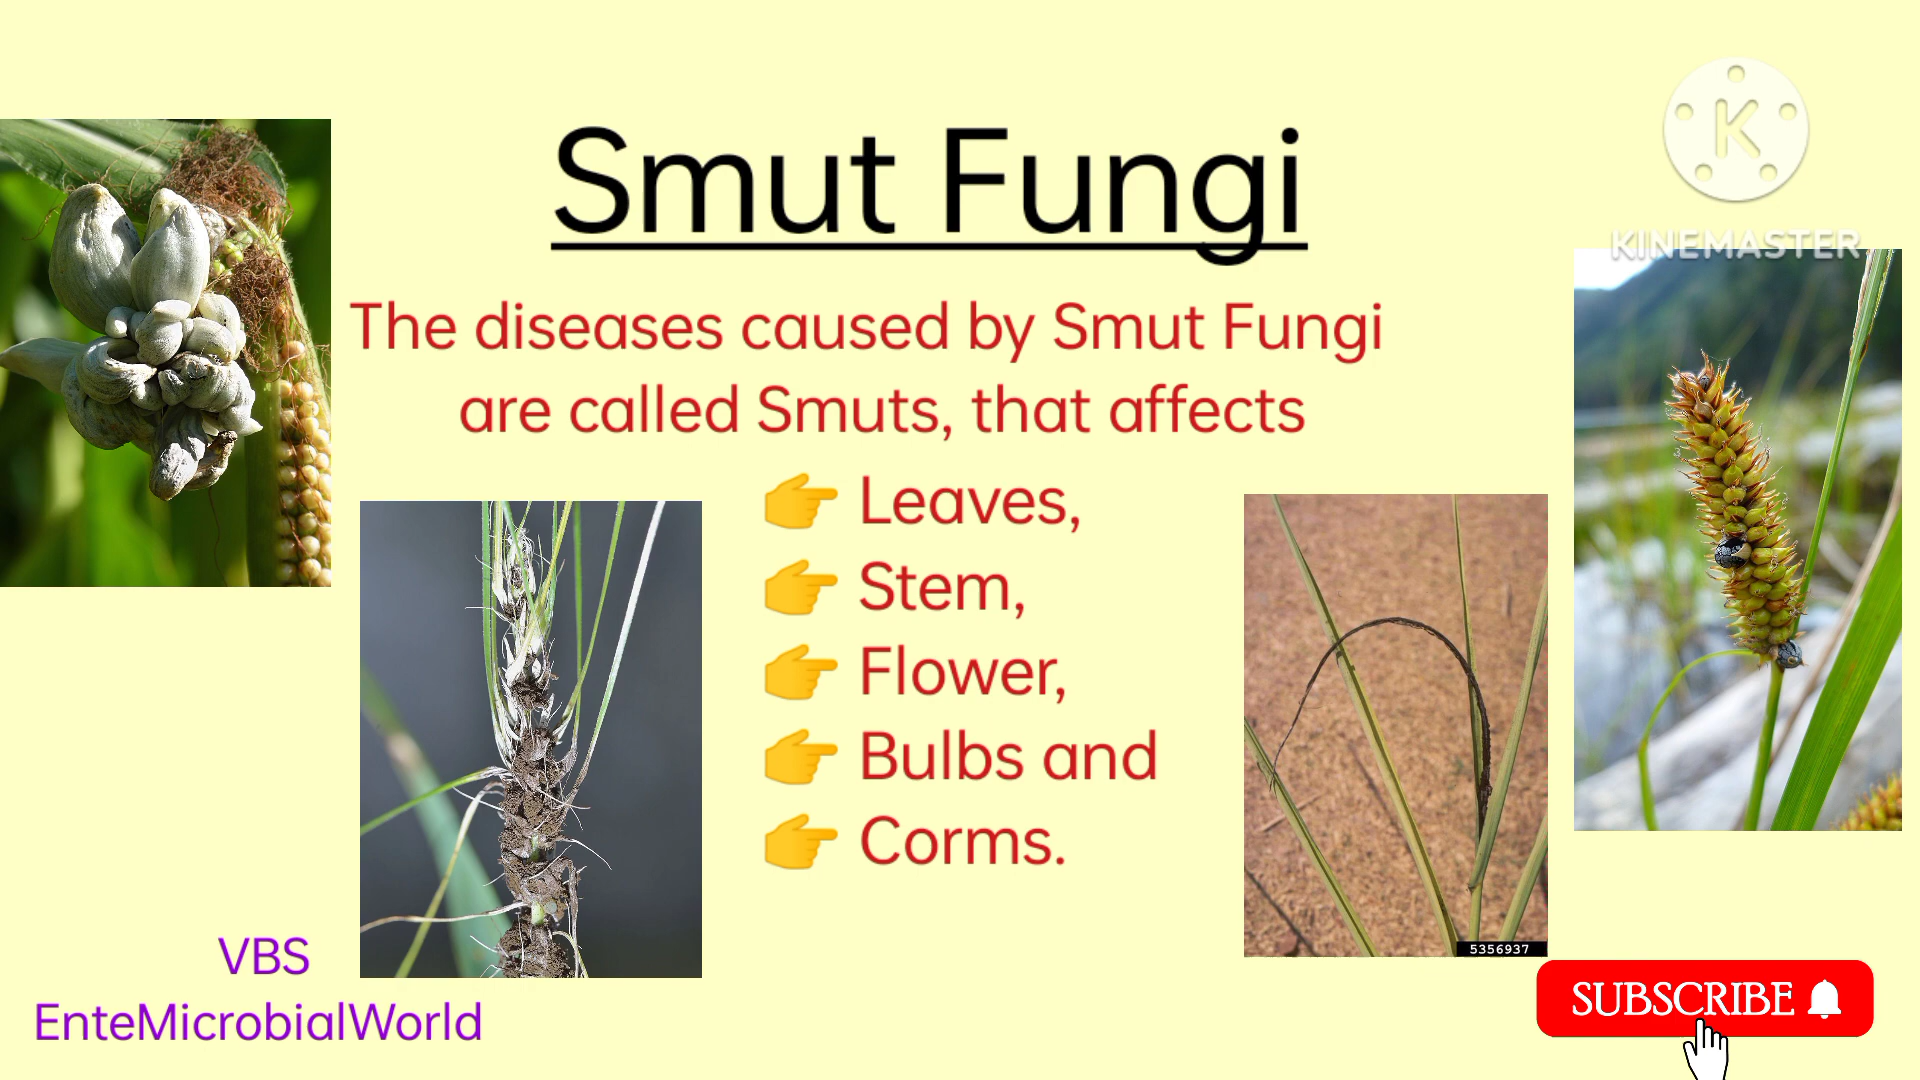 Smut Fungi
The diseases caused by Smut Fungi
are called Smuts, that affects
👉 Leaves,
👉 Stem,
👉 Flower,
👉 Bulbs and
👉 Corms.
K
KINEMASTER
5356937
VBS
EnteMicrobialWorld
SUBSCRIBE